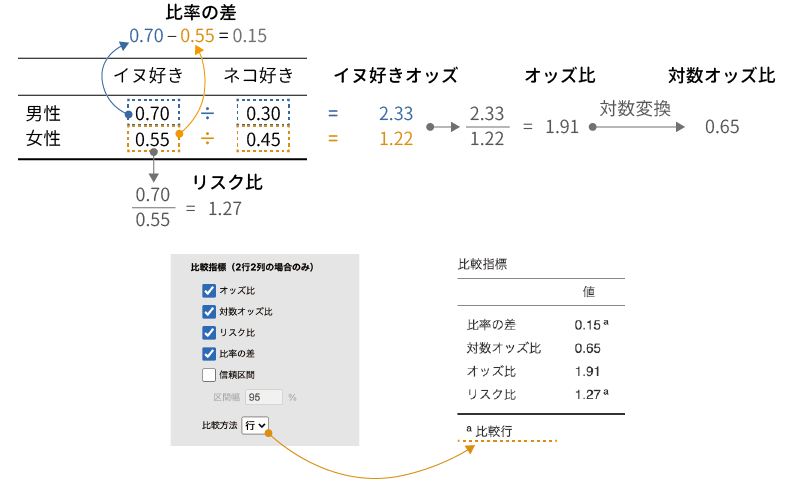 比率の差
0.70 − 0.55 = 0.15
イヌ好き ネコ好き イヌ好きオッズ オッズ比 対数オッズ比
男性 0.70 ÷ 0.30 = 2.33
女性 0.55 ÷ 0.45 = 1.22
2.33
1.22
= 1.91
対数変換
0.65
リスク比
0.70
0.55
= 1.27
比較指標（2行2列の場合のみ）
オッズ比
対数オッズ比
リスク比
比率の差
信頼区間
区間幅 95 %
比較方法 行
比較指標
値
比率の差 0.15 ª
対数オッズ比 0.65
オッズ比 1.91
リスク比 1.27 ª
ª 比較行